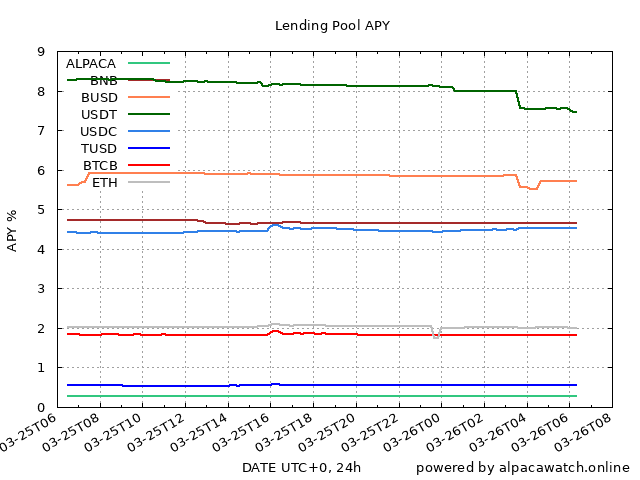 Lending Pool APY
9
8
7
6
5
4
3
2
1
0
APY %
ALPACA
BNB
BUSD
USDT
USDC
TUSD
BTCB
ETH
03-25T06
03-25T08
03-25T10
03-25T12
03-25T14
03-25T16
03-25T18
03-25T20
03-25T22
03-26T00
03-26T02
03-26T04
03-26T06
03-26T08
DATE UTC+0, 24h
powered by alpacawatch.online